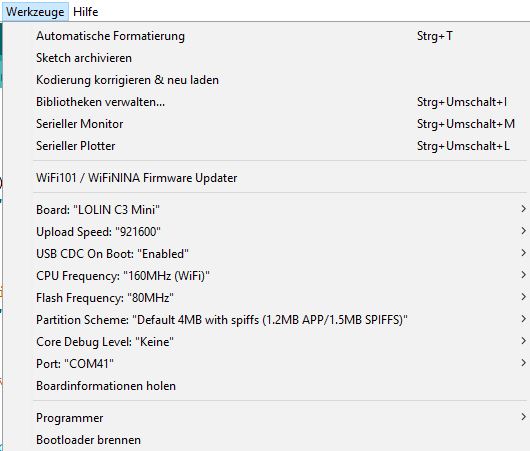 Werkzeuge Hilfe
Automatische Formatierung Strg+T
Sketch archivieren
Kodierung korrigieren & neu laden
Bibliotheken verwalten... Strg+Umschalt+I
Serieller Monitor Strg+Umschalt+M
Serieller Plotter Strg+Umschalt+L
WiFi101 / WiFiNINA Firmware Updater
Board: "LOLIN C3 Mini"
Upload Speed: "921600"
USB CDC On Boot: "Enabled"
CPU Frequency: "160MHz (WiFi)"
Flash Frequency: "80MHz"
Partition Scheme: "Default 4MB with spiffs (1.2MB APP/1.5MB SPIFFS)"
Core Debug Level: "Keine"
Port: "COM41"
Boardinformationen holen
Programmer
Bootloader brennen